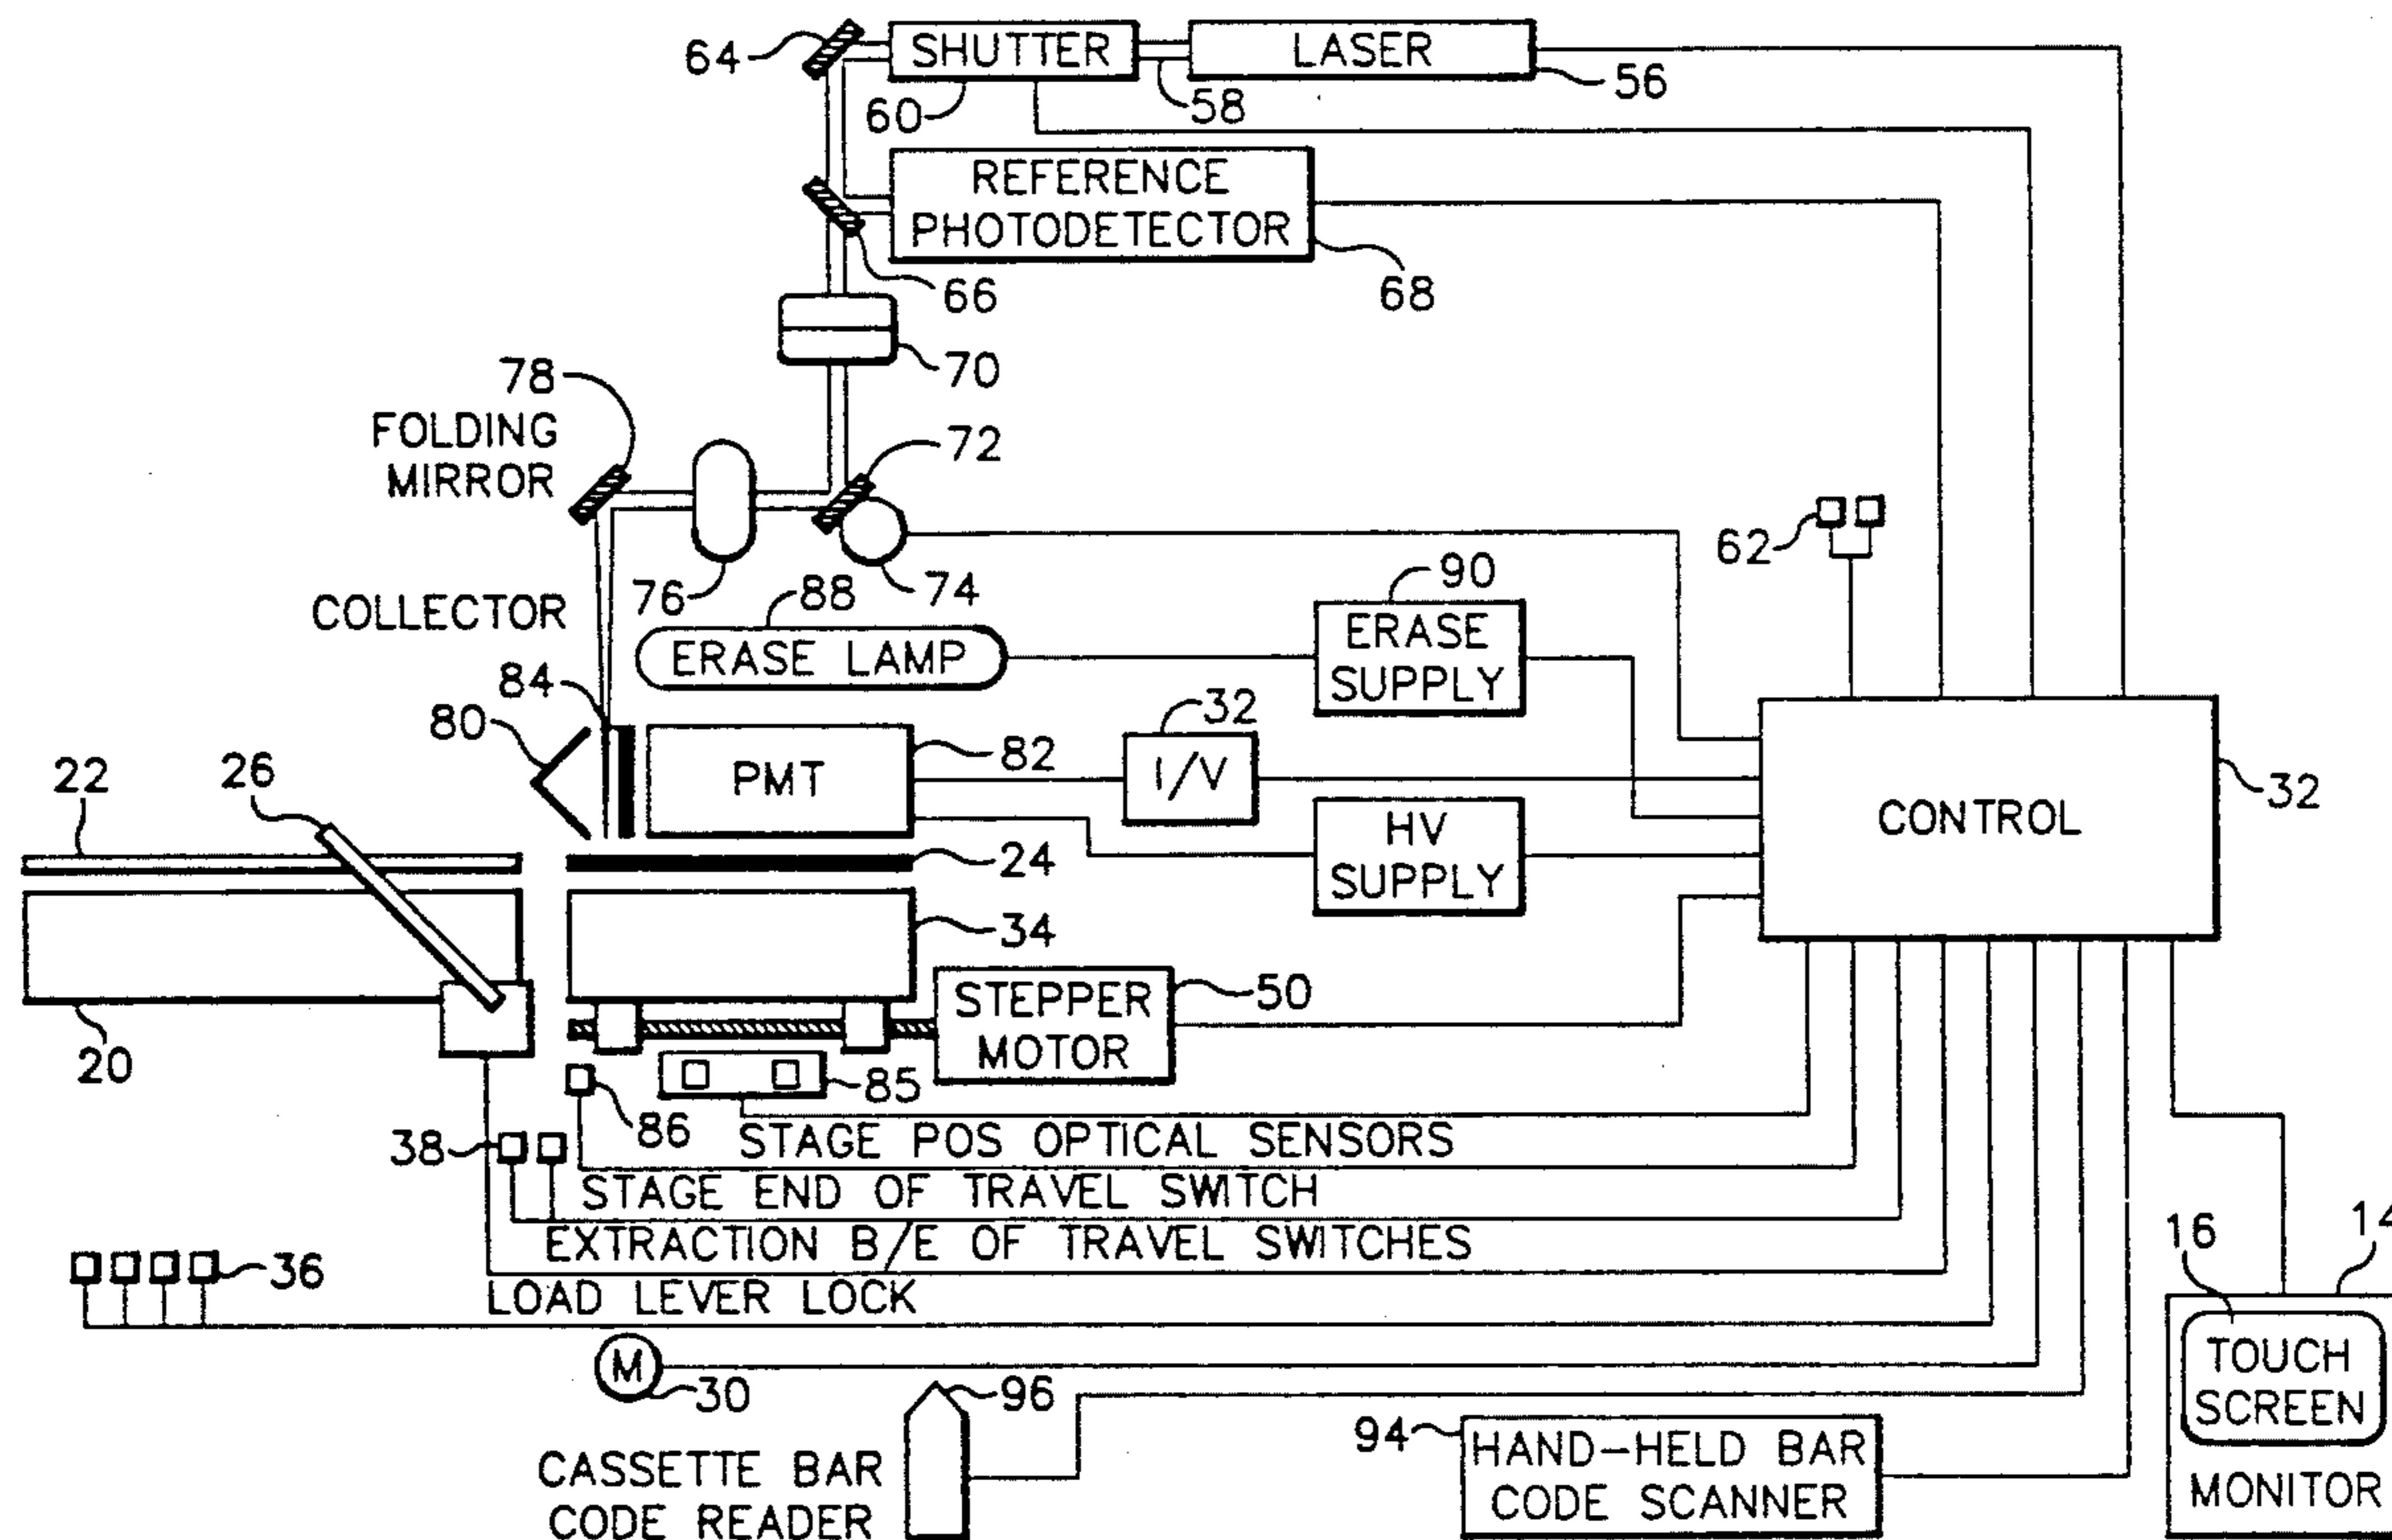 64
SHUTTER
LASER
60
58
56
REFERENCE
PHOTODETECTOR
66
68
70
78
FOLDING
MIRROR
72
62
76
74
COLLECTOR
88
ERASE LAMP
90
ERASE
SUPPLY
84
80
PMT
82
32
I/V
CONTROL
32
22
26
HV
SUPPLY
24
34
20
STEPPER
MOTOR
50
85
86
38
STAGE POS OPTICAL SENSORS
STAGE END OF TRAVEL SWITCH
EXTRACTION B/E OF TRAVEL SWITCHES
36
LOAD LEVER LOCK
16
14
M
30
96
TOUCH
SCREEN
MONITOR
CASSETTE BAR
CODE READER
94
HAND-HELD BAR
CODE SCANNER